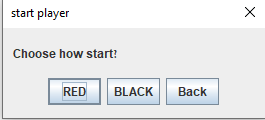 start player
Choose how start!
RED BLACK Back